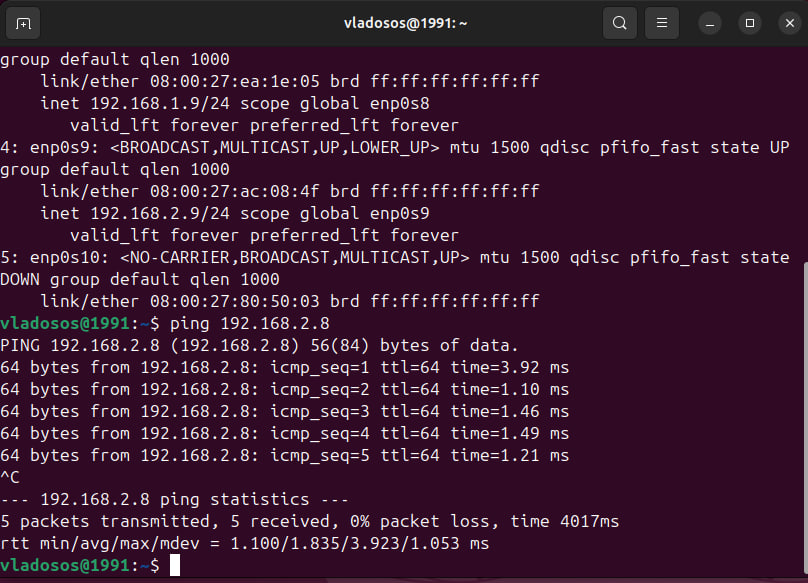 vladosos@1991: ~
group default qlen 1000
    link/ether 08:00:27:ea:1e:05 brd ff:ff:ff:ff:ff:ff
    inet 192.168.1.9/24 scope global enp0s8
       valid_lft forever preferred_lft forever
4: enp0s9: <BROADCAST,MULTICAST,UP,LOWER_UP> mtu 1500 qdisc pfifo_fast state UP
group default qlen 1000
    link/ether 08:00:27:ac:08:4f brd ff:ff:ff:ff:ff:ff
    inet 192.168.2.9/24 scope global enp0s9
       valid_lft forever preferred_lft forever
5: enp0s10: <NO-CARRIER,BROADCAST,MULTICAST,UP> mtu 1500 qdisc pfifo_fast state
DOWN group default qlen 1000
    link/ether 08:00:27:80:50:03 brd ff:ff:ff:ff:ff:ff
vladosos@1991:~$ ping 192.168.2.8
PING 192.168.2.8 (192.168.2.8) 56(84) bytes of data.
64 bytes from 192.168.2.8: icmp_seq=1 ttl=64 time=3.92 ms
64 bytes from 192.168.2.8: icmp_seq=2 ttl=64 time=1.10 ms
64 bytes from 192.168.2.8: icmp_seq=3 ttl=64 time=1.46 ms
64 bytes from 192.168.2.8: icmp_seq=4 ttl=64 time=1.49 ms
64 bytes from 192.168.2.8: icmp_seq=5 ttl=64 time=1.21 ms
^C
--- 192.168.2.8 ping statistics ---
5 packets transmitted, 5 received, 0% packet loss, time 4017ms
rtt min/avg/max/mdev = 1.100/1.835/3.923/1.053 ms
vladosos@1991:~$